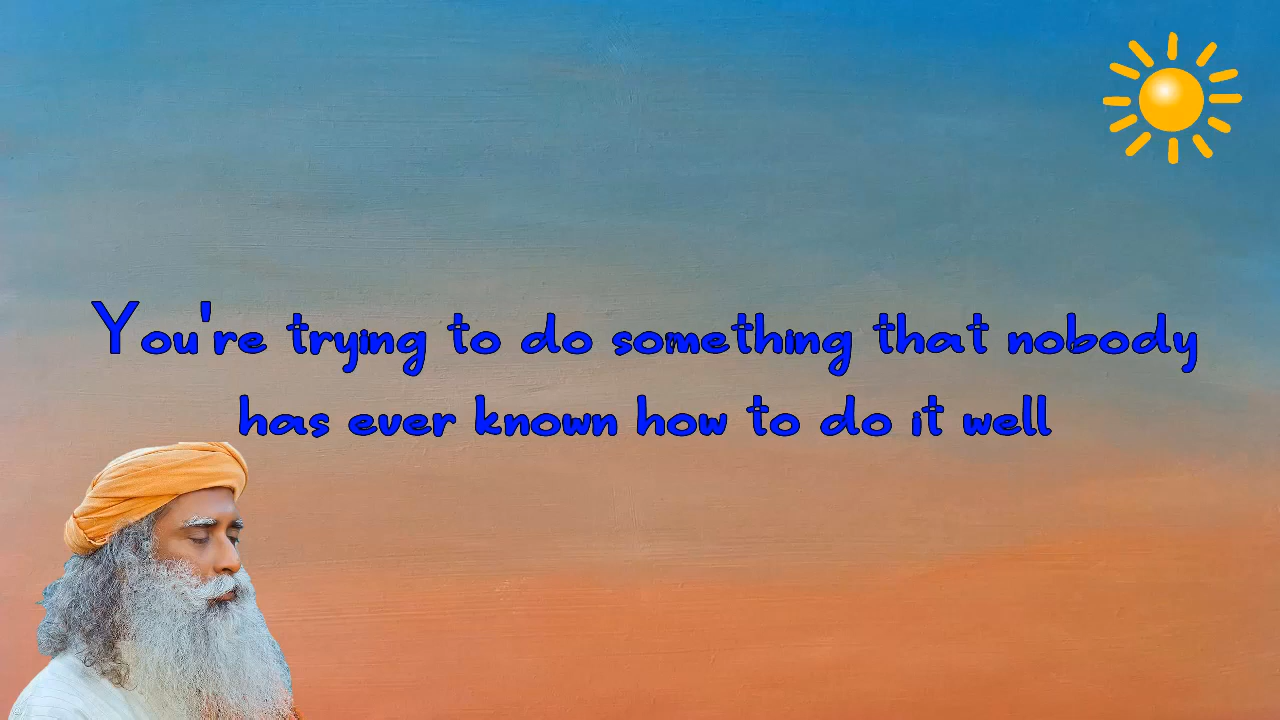 You're trying to do something that nobody
has ever known how to do it well